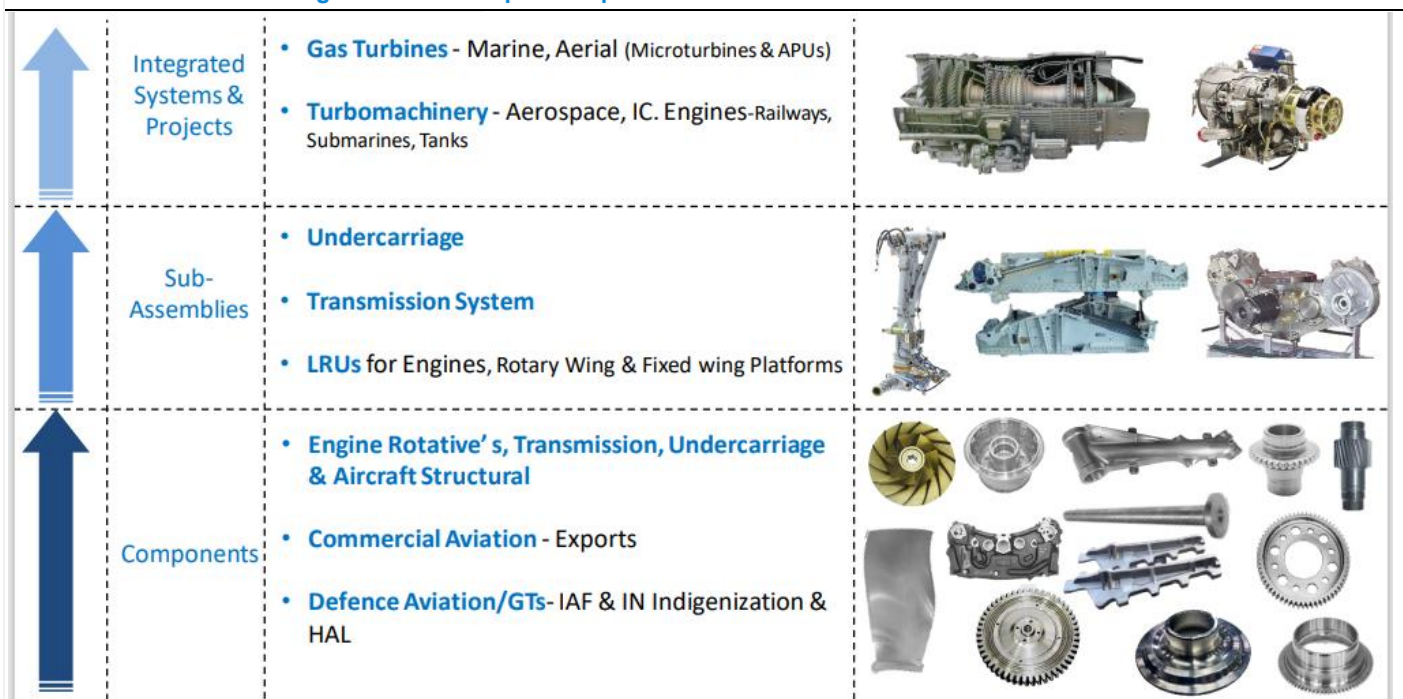 Integrated
Systems &
Projects
• Gas Turbines - Marine, Aerial (Microturbines & APUs)
• Turbomachinery - Aerospace, IC. Engines-Railways,
Submarines, Tanks
Sub-
Assemblies
• Undercarriage
• Transmission System
• LRUs for Engines, Rotary Wing & Fixed wing Platforms
Components
• Engine Rotative’ s, Transmission, Undercarriage
& Aircraft Structural
• Commercial Aviation - Exports
• Defence Aviation/GTs- IAF & IN Indigenization &
HAL